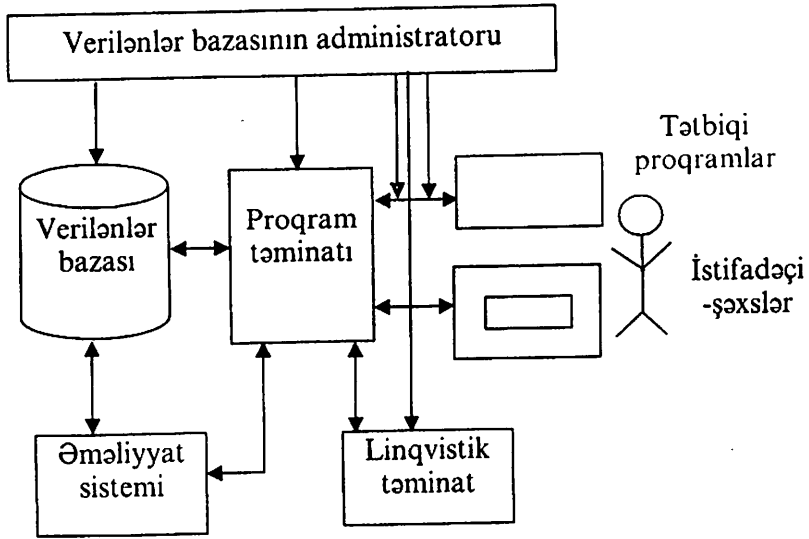 Verilənlər bazasının administratoru
Tətbiqi
proqramlar
Verilənlər
bazası
Proqram
təminatı
İstifadəçi
-şəxslər
Əməliyyat
sistemi
Linqvistik
təminat